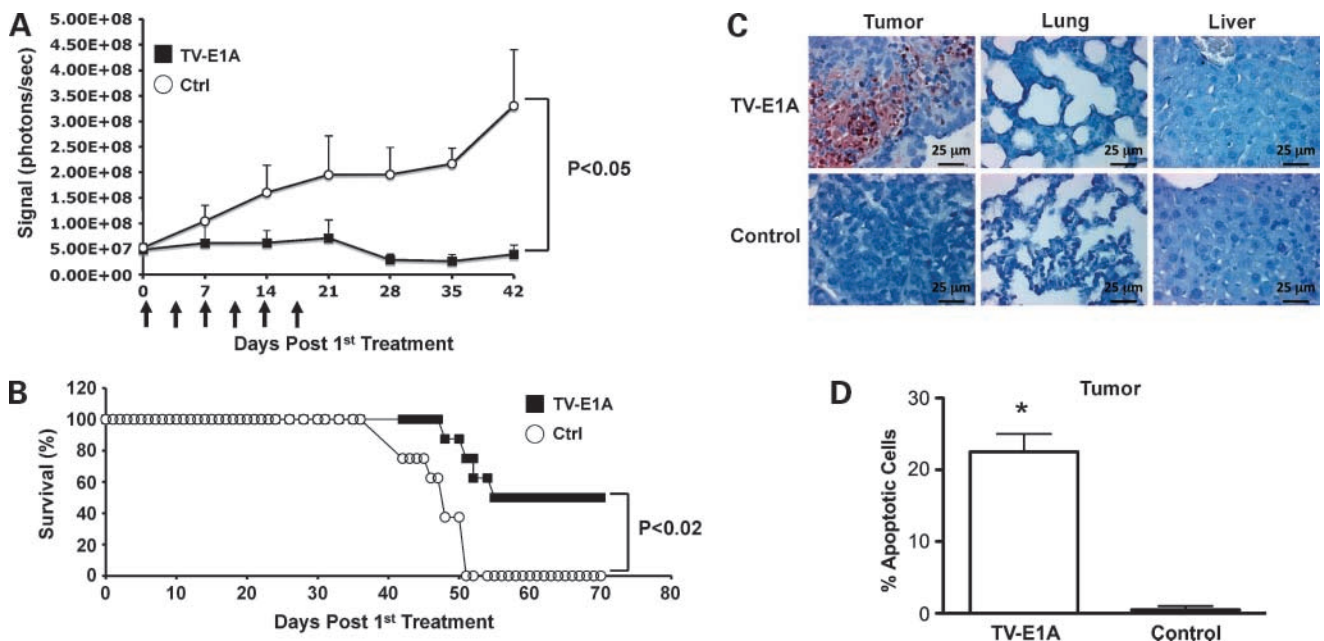 A
5.00E+08
4.50E+08
4.00E+08
3.50E+08
3.00E+08
2.50E+08
2.00E+08
1.50E+08
1.00E+08
5.00E+07
0.00E+00
Signal (photons/sec)
TV-E1A
Ctrl
P<0.05
0 7 14 21 28 35 42
Days Post 1st Treatment
B
120
100
80
60
40
20
0
Survival (%)
TV-E1A
Ctrl
P<0.02
0 10 20 30 40 50 60 70 80
Days Post 1st Treatment
C
Tumor Lung Liver
TV-E1A
25 µm 25 µm 25 µm
Control
25 µm 25 µm 25 µm
D
Tumor
30
20
10
0
% Apoptotic Cells
*
TV-E1A Control